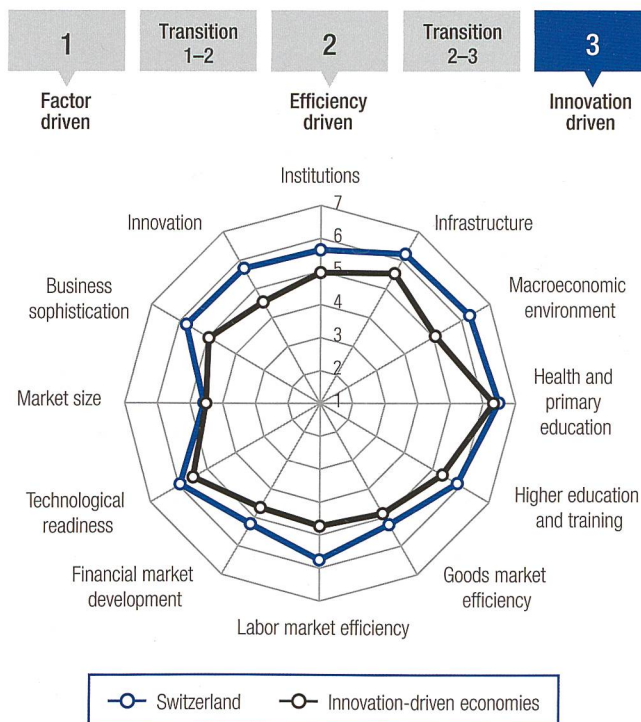 1
Transition
1–2
2
Transition
2–3
3
Factor
driven
Efficiency
driven
Innovation
driven
Institutions
7
6
5
4
3
2
1
Infrastructure
Macroeconomic
environment
Health and
primary
education
Higher education
and training
Goods market
efficiency
Labor market efficiency
Financial market
development
Technological
readiness
Market size
Business
sophistication
Innovation
Switzerland
Innovation-driven economies